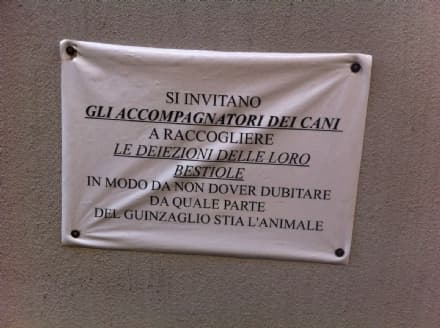 SI INVITANO
GLI ACCOMPAGNATORI DEI CANI
A RACCOGLIERE
LE DEIEZIONI DELLE LORO
BESTIOLE
IN MODO DA NON DOVER DUBITARE
DA QUALE PARTE
DEL GUINZAGLIO STIA L'ANIMALE